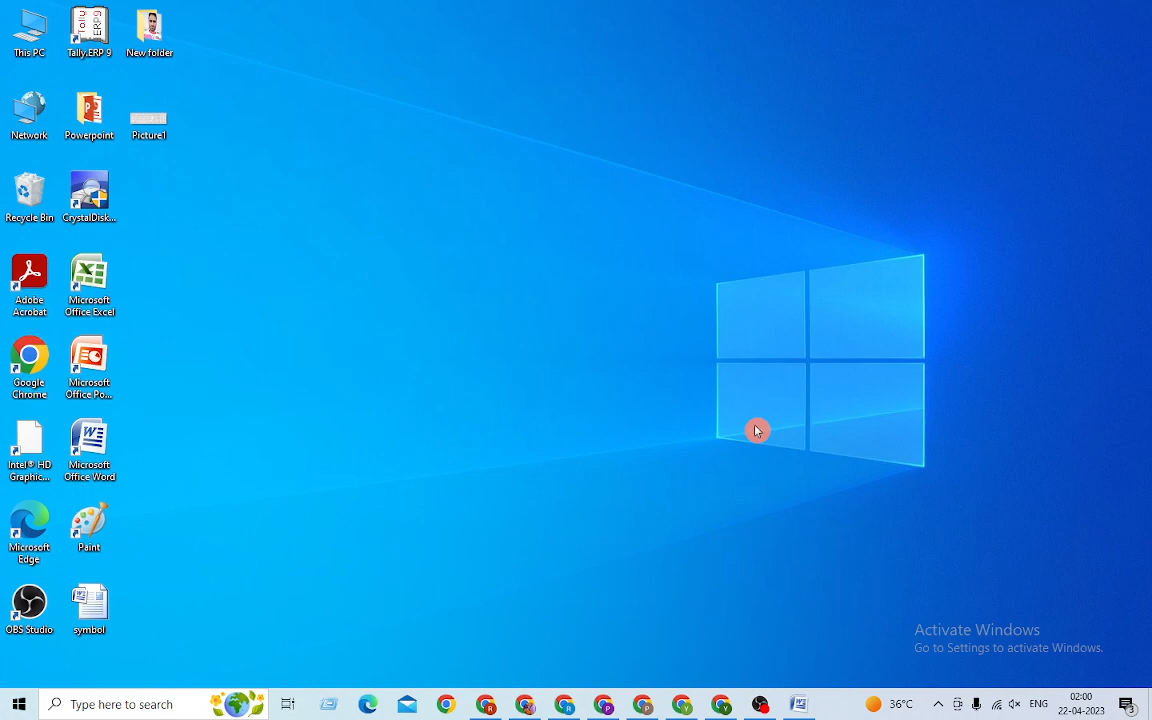 This PC
Tally.ERP 9
New folder
Network
Powerpoint
Picture1
Recycle Bin
CrystalDisk...
Adobe
Acrobat
Microsoft
Office Excel
Google
Chrome
Microsoft
Office Po...
Intel® HD
Graphic...
Microsoft
Office Word
Microsoft
Edge
Paint
OBS Studio
symbol
Activate Windows
Go to Settings to activate Windows.
Type here to search
36°C
ENG
02:00
22-04-2023
3